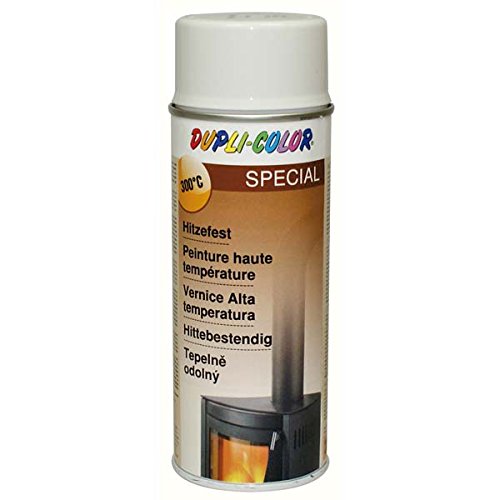 DUPLI-COLOR®
300°C
SPECIAL
Hitzefest
Peinture haute
température
Vernice Alta
temperatura
Hittebestendig
Tepelně
odolný